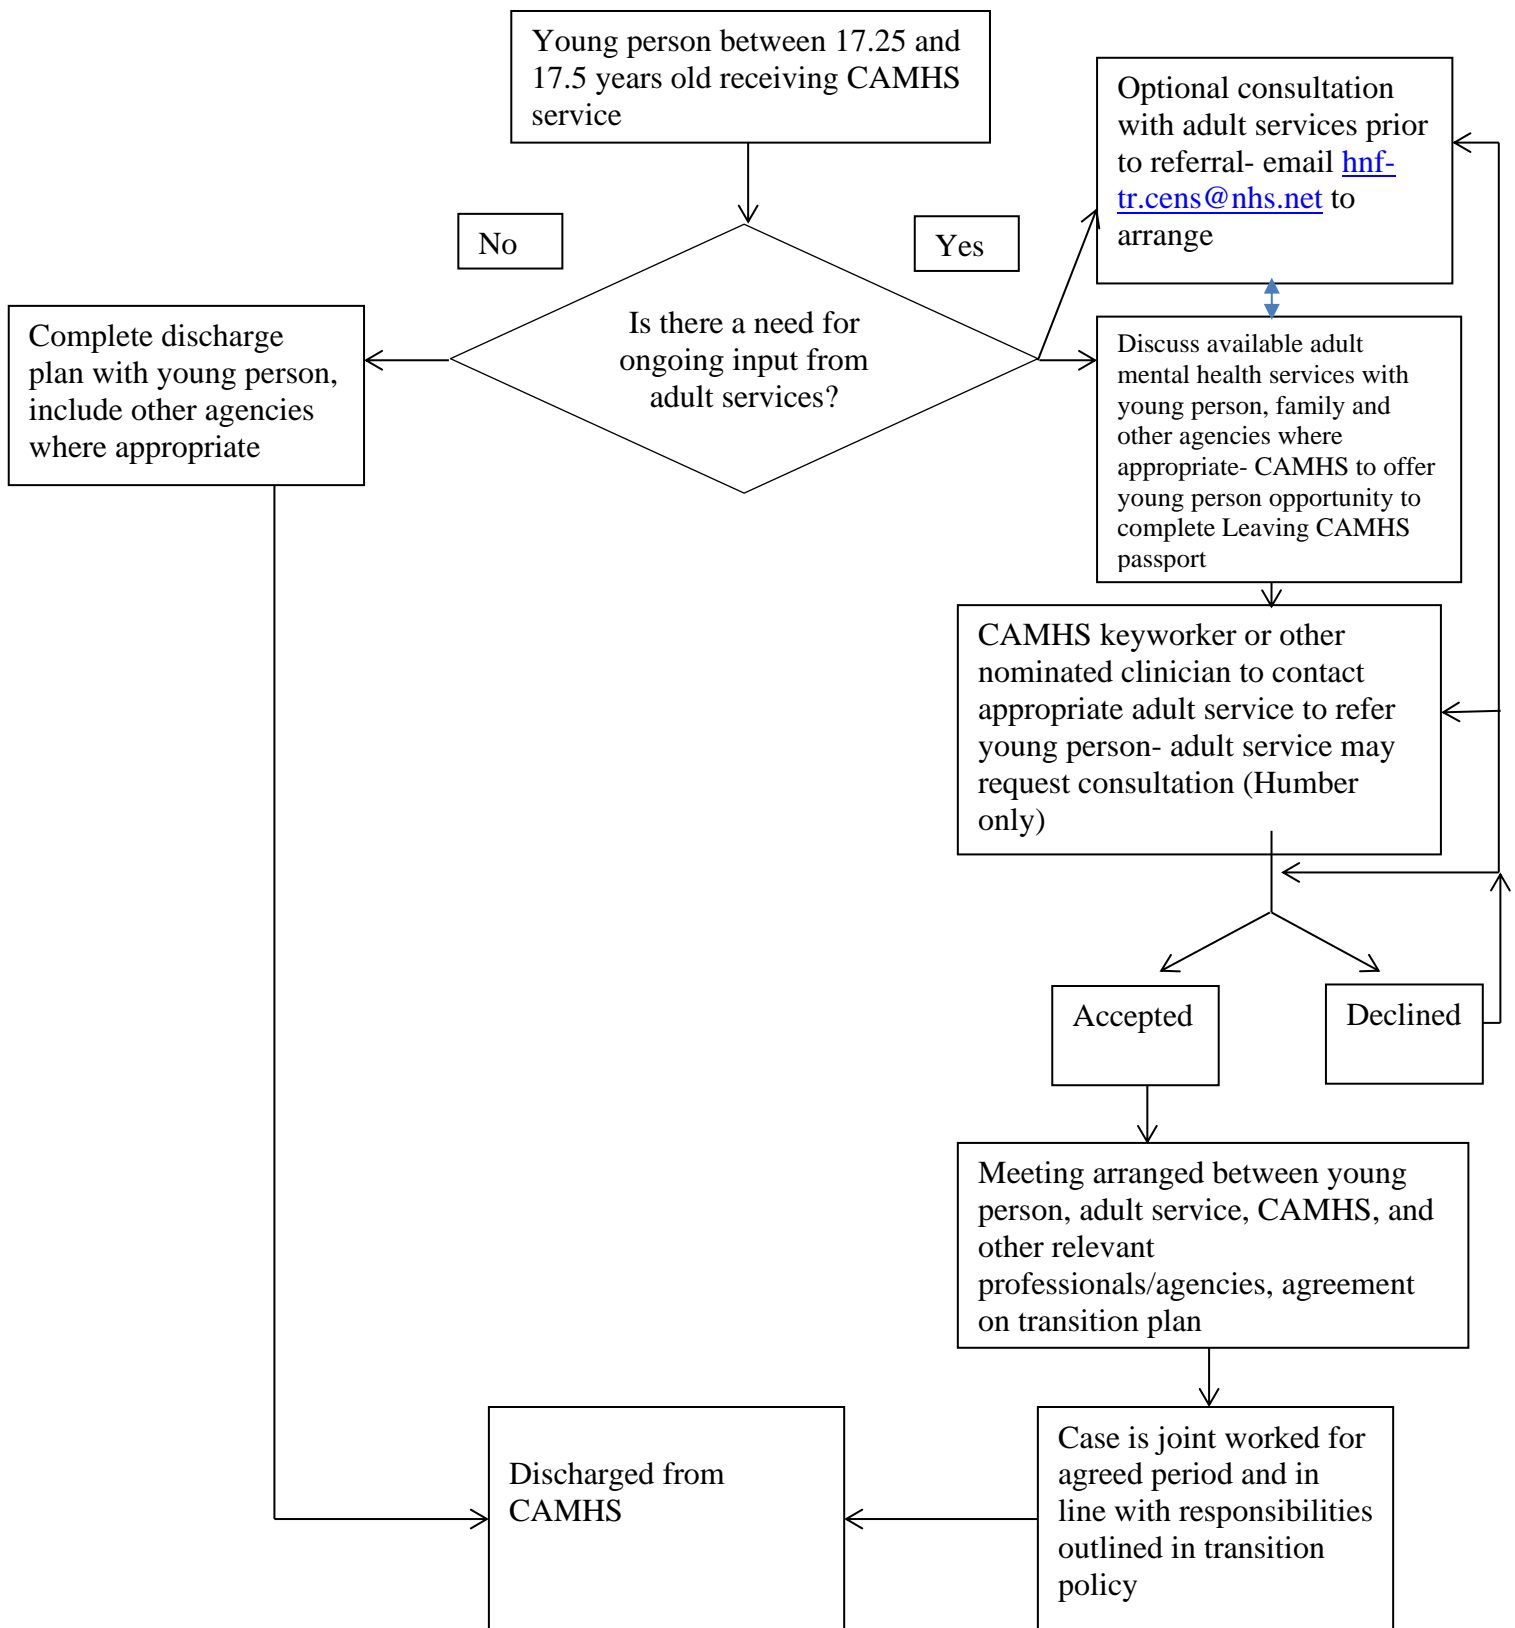 Young person between 17.25 and
17.5 years old receiving CAMHS
service
Optional consultation
with adult services prior
to referral- email hnf-
tr.cens@nhs.net to
arrange
No
Yes
Is there a need for
ongoing input from
adult services?
Complete discharge
plan with young person,
include other agencies
where appropriate
Discuss available adult
mental health services with
young person, family and
other agencies where
appropriate- CAMHS to offer
young person opportunity to
complete Leaving CAMHS
passport
CAMHS keyworker or other
nominated clinician to contact
appropriate adult service to refer
young person- adult service may
request consultation (Humber
only)
Accepted
Declined
Meeting arranged between young
person, adult service, CAMHS, and
other relevant
professionals/agencies, agreement
on transition plan
Discharged from
CAMHS
Case is joint worked for
agreed period and in
line with responsibilities
outlined in transition
policy